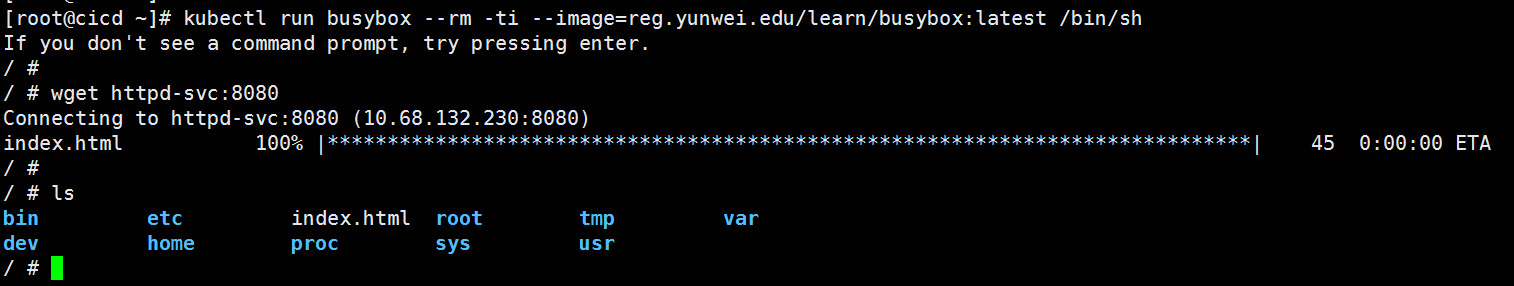 [root@cicd ~]# kubectl run busybox --rm -ti --image=reg.yunwei.edu/learn/busybox:latest /bin/sh
If you don't see a command prompt, try pressing enter.
/ #
/ # wget httpd-svc:8080
Connecting to httpd-svc:8080 (10.68.132.230:8080)
index.html           100% |*****************************************************************************|    45  0:00:00 ETA
/ #
/ # ls
bin         etc         index.html  root        tmp         var
dev         home        proc        sys         usr
/ #